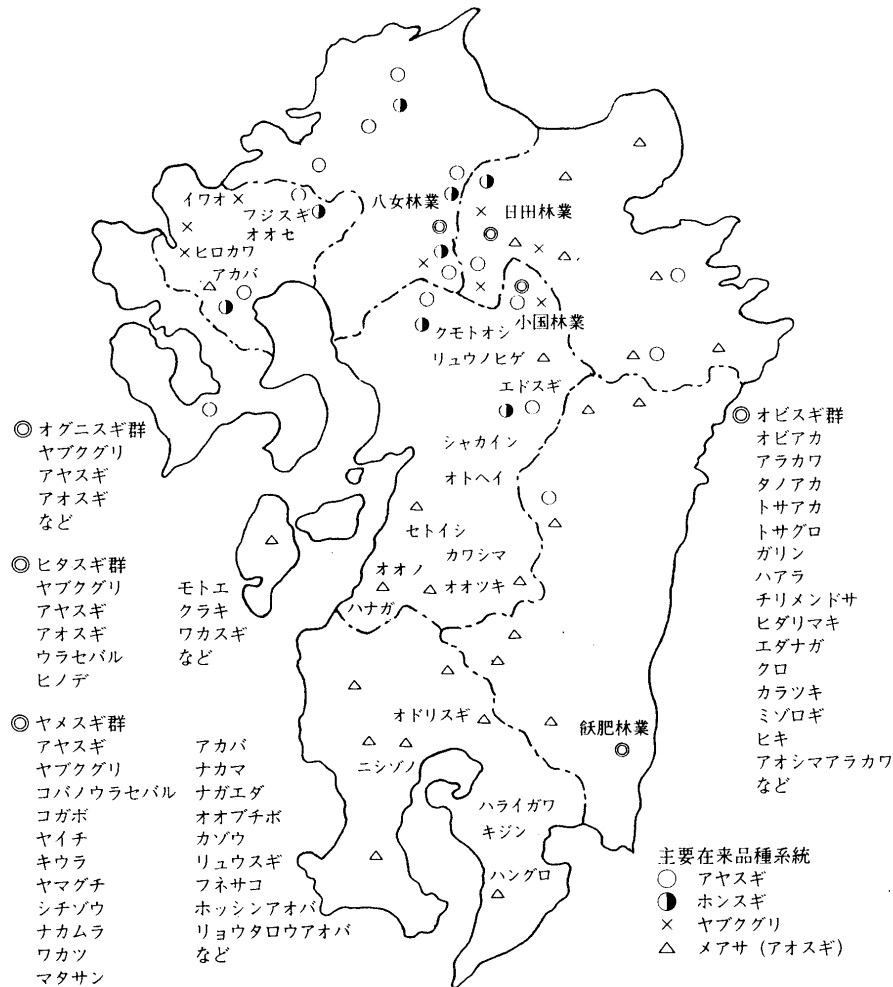 イワオ
フジスギ
オオセ
ヒロカワ
アカバ
八女林業
日田林業
小国林業
クモトオシ
リュウノヒゲ
エドスギ
シャカイン
オトヘイ
セトイシ
カワシマ
オオノ
オオツキ
ハナガ
オドリスギ
ニシゾノ
飫肥林業
ハライガワ
キジン
ハングロ
◎ オグニスギ群
ヤブクグリ
アヤスギ
アオスギ
など
◎ ヒタスギ群
ヤブクグリ モトエ
アヤスギ クラキ
アオスギ ワカスギ
ウラセバル など
ヒノデ
◎ ヤメスギ群
アヤスギ アカバ
ヤブクグリ ナカマ
コバノウラセバル ナガエダ
コガボ オオブチボ
ヤイチ カゾウ
キウラ リュウスギ
ヤマグチ フネサコ
シチゾウ ホッシンアオバ
ナカムラ リョウタロウアオバ
ワカツ など
マタサン
◎ オビスギ群
オビアカ
アラカワ
タノアカ
トサアカ
トサグロ
ガリン
ハアラ
チリメンドサ
ヒダリマキ
エダナガ
クロ
カラツキ
ミゾロギ
ヒキ
アオシマアラカワ
など
主要在来品種系統
○ アヤスギ
◑ ホンスギ
× ヤブクグリ
△ メアサ (アオスギ)